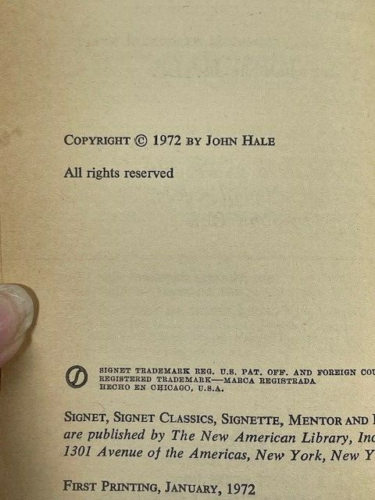 COPYRIGHT © 1972 BY JOHN HALE
All rights reserved
SIGNET TRADEMARK REG. U.S. PAT. OFF. AND FOREIGN
REGISTERED TRADEMARK—MARCA REGISTRADA
HECHO EN CHICAGO, U.S.A.
SIGNET, SIGNET CLASSICS, SIGNETTE, MENTOR AND
are published by The New American Library, Inc
1301 Avenue of the Americas, New York, New Y
FIRST PRINTING, JANUARY, 1972